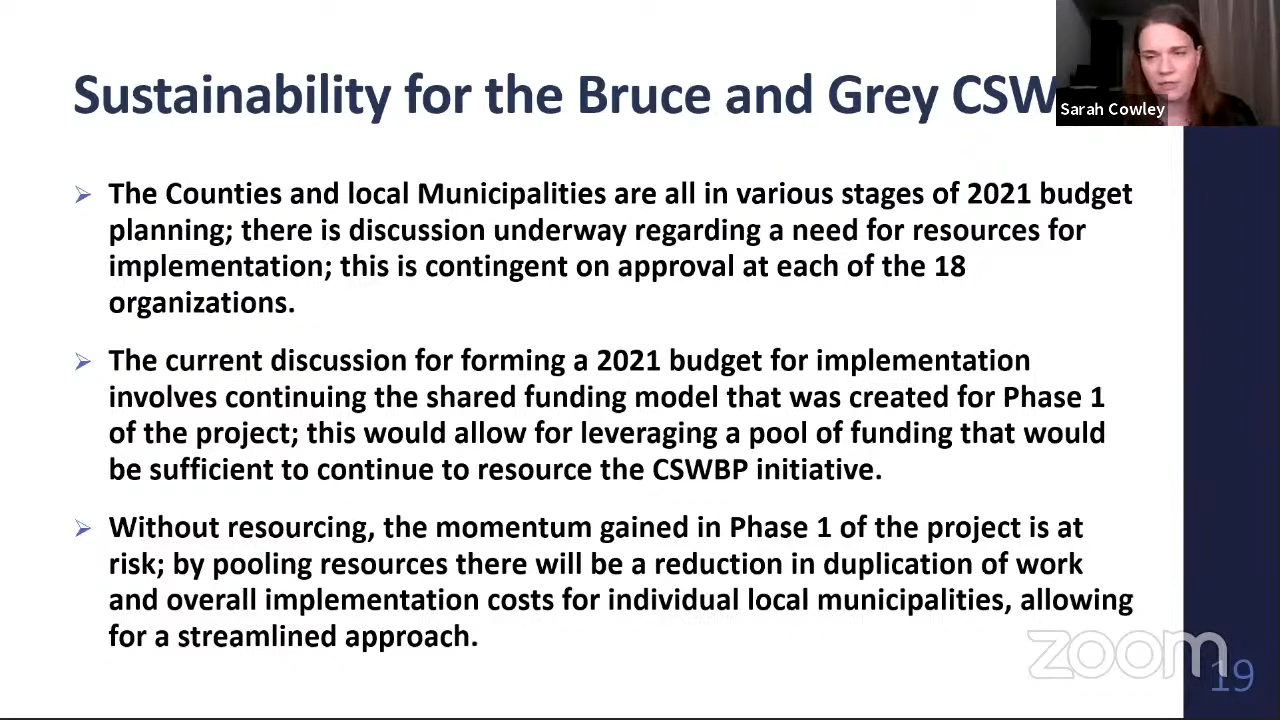 Sustainability for the Bruce and Grey CSW
Sarah Cowley
The Counties and local Municipalities are all in various stages of 2021 budget
planning; there is discussion underway regarding a need for resources for
implementation; this is contingent on approval at each of the 18
organizations.
The current discussion for forming a 2021 budget for implementation
involves continuing the shared funding model that was created for Phase 1
of the project; this would allow for leveraging a pool of funding that would
be sufficient to continue to resource the CSWBP initiative.
Without resourcing, the momentum gained in Phase 1 of the project is at
risk; by pooling resources there will be a reduction in duplication of work
and overall implementation costs for individual local municipalities, allowing
for a streamlined approach.
zoom
19